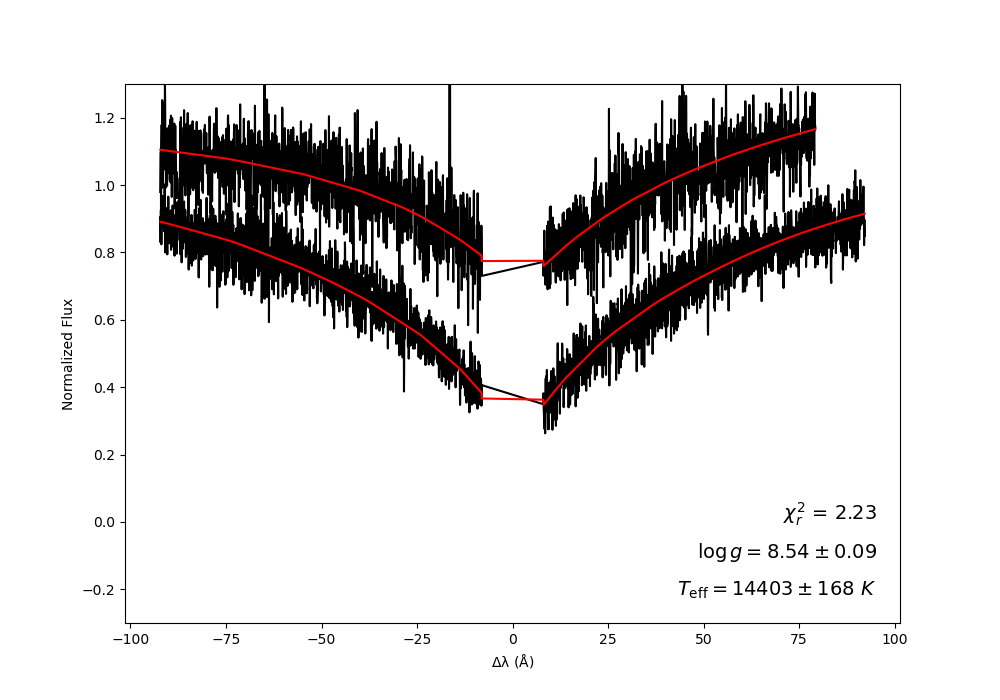 Normalized Flux
1.2
1.0
0.8
0.6
0.4
0.2
0.0
−0.2
χ²ᵣ = 2.23
log g = 8.54 ± 0.09
T_eff = 14403 ± 168 K
−100 −75 −50 −25 0 25 50 75 100
Δλ (Å)